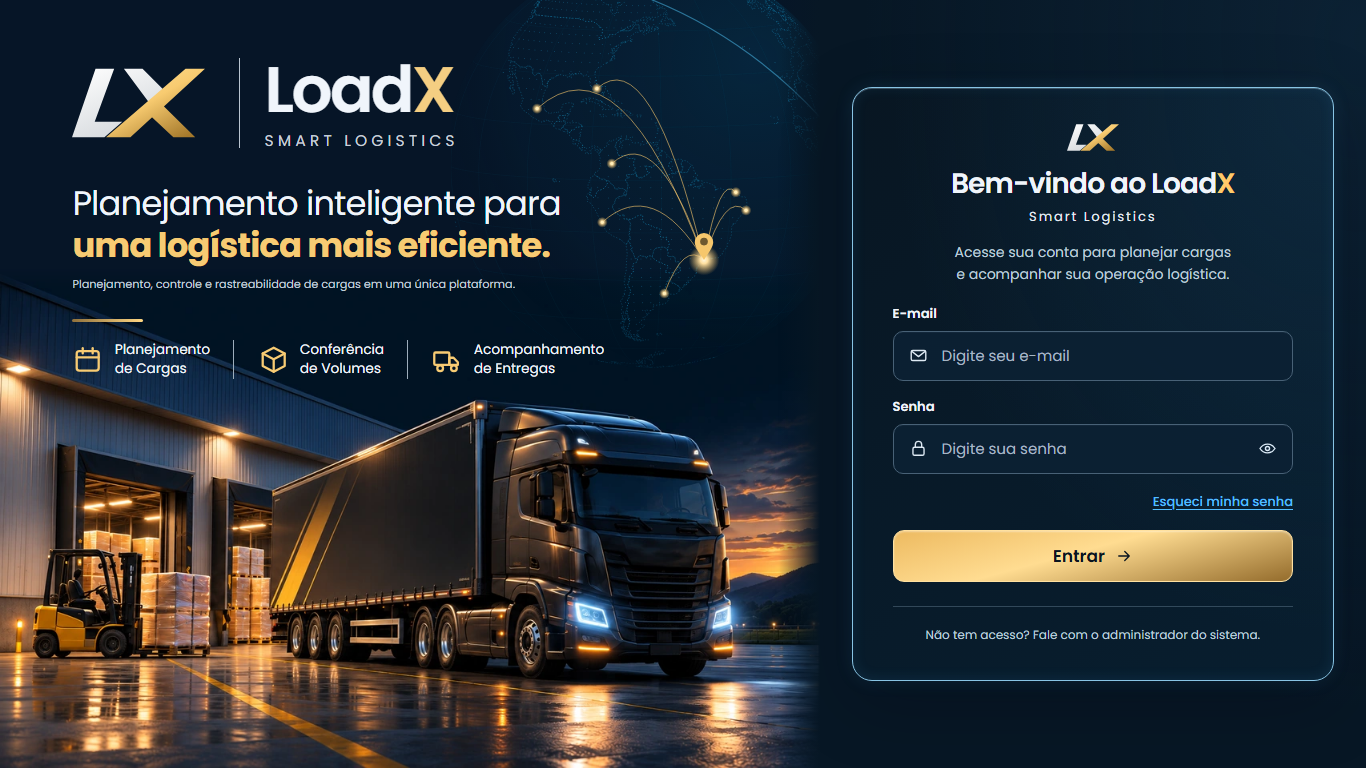 LX
LoadX
SMART LOGISTICS
Planejamento inteligente para
uma logística mais eficiente.
Planejamento, controle e rastreabilidade de cargas em uma única plataforma.
Planejamento
de Cargas
Conferência
de Volumes
Acompanhamento
de Entregas
LX
Bem-vindo ao LoadX
Smart Logistics
Acesse sua conta para planejar cargas
e acompanhar sua operação logística.
E-mail
Digite seu e-mail
Senha
Digite sua senha
Esqueci minha senha
Entrar →
Não tem acesso? Fale com o administrador do sistema.